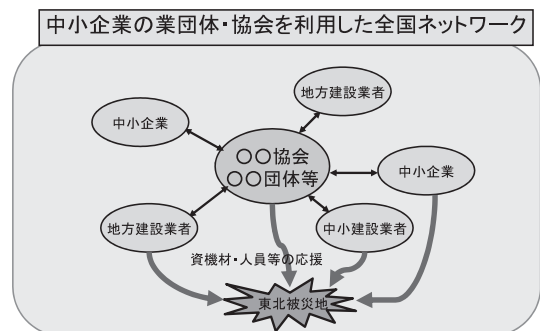 中小企業の業団体・協会を利用した全国ネットワーク
地方建設業者
中小企業
○○協会
○○団体等
中小企業
地方建設業者
中小建設業者
資機材・人員等の応援
東北被災地